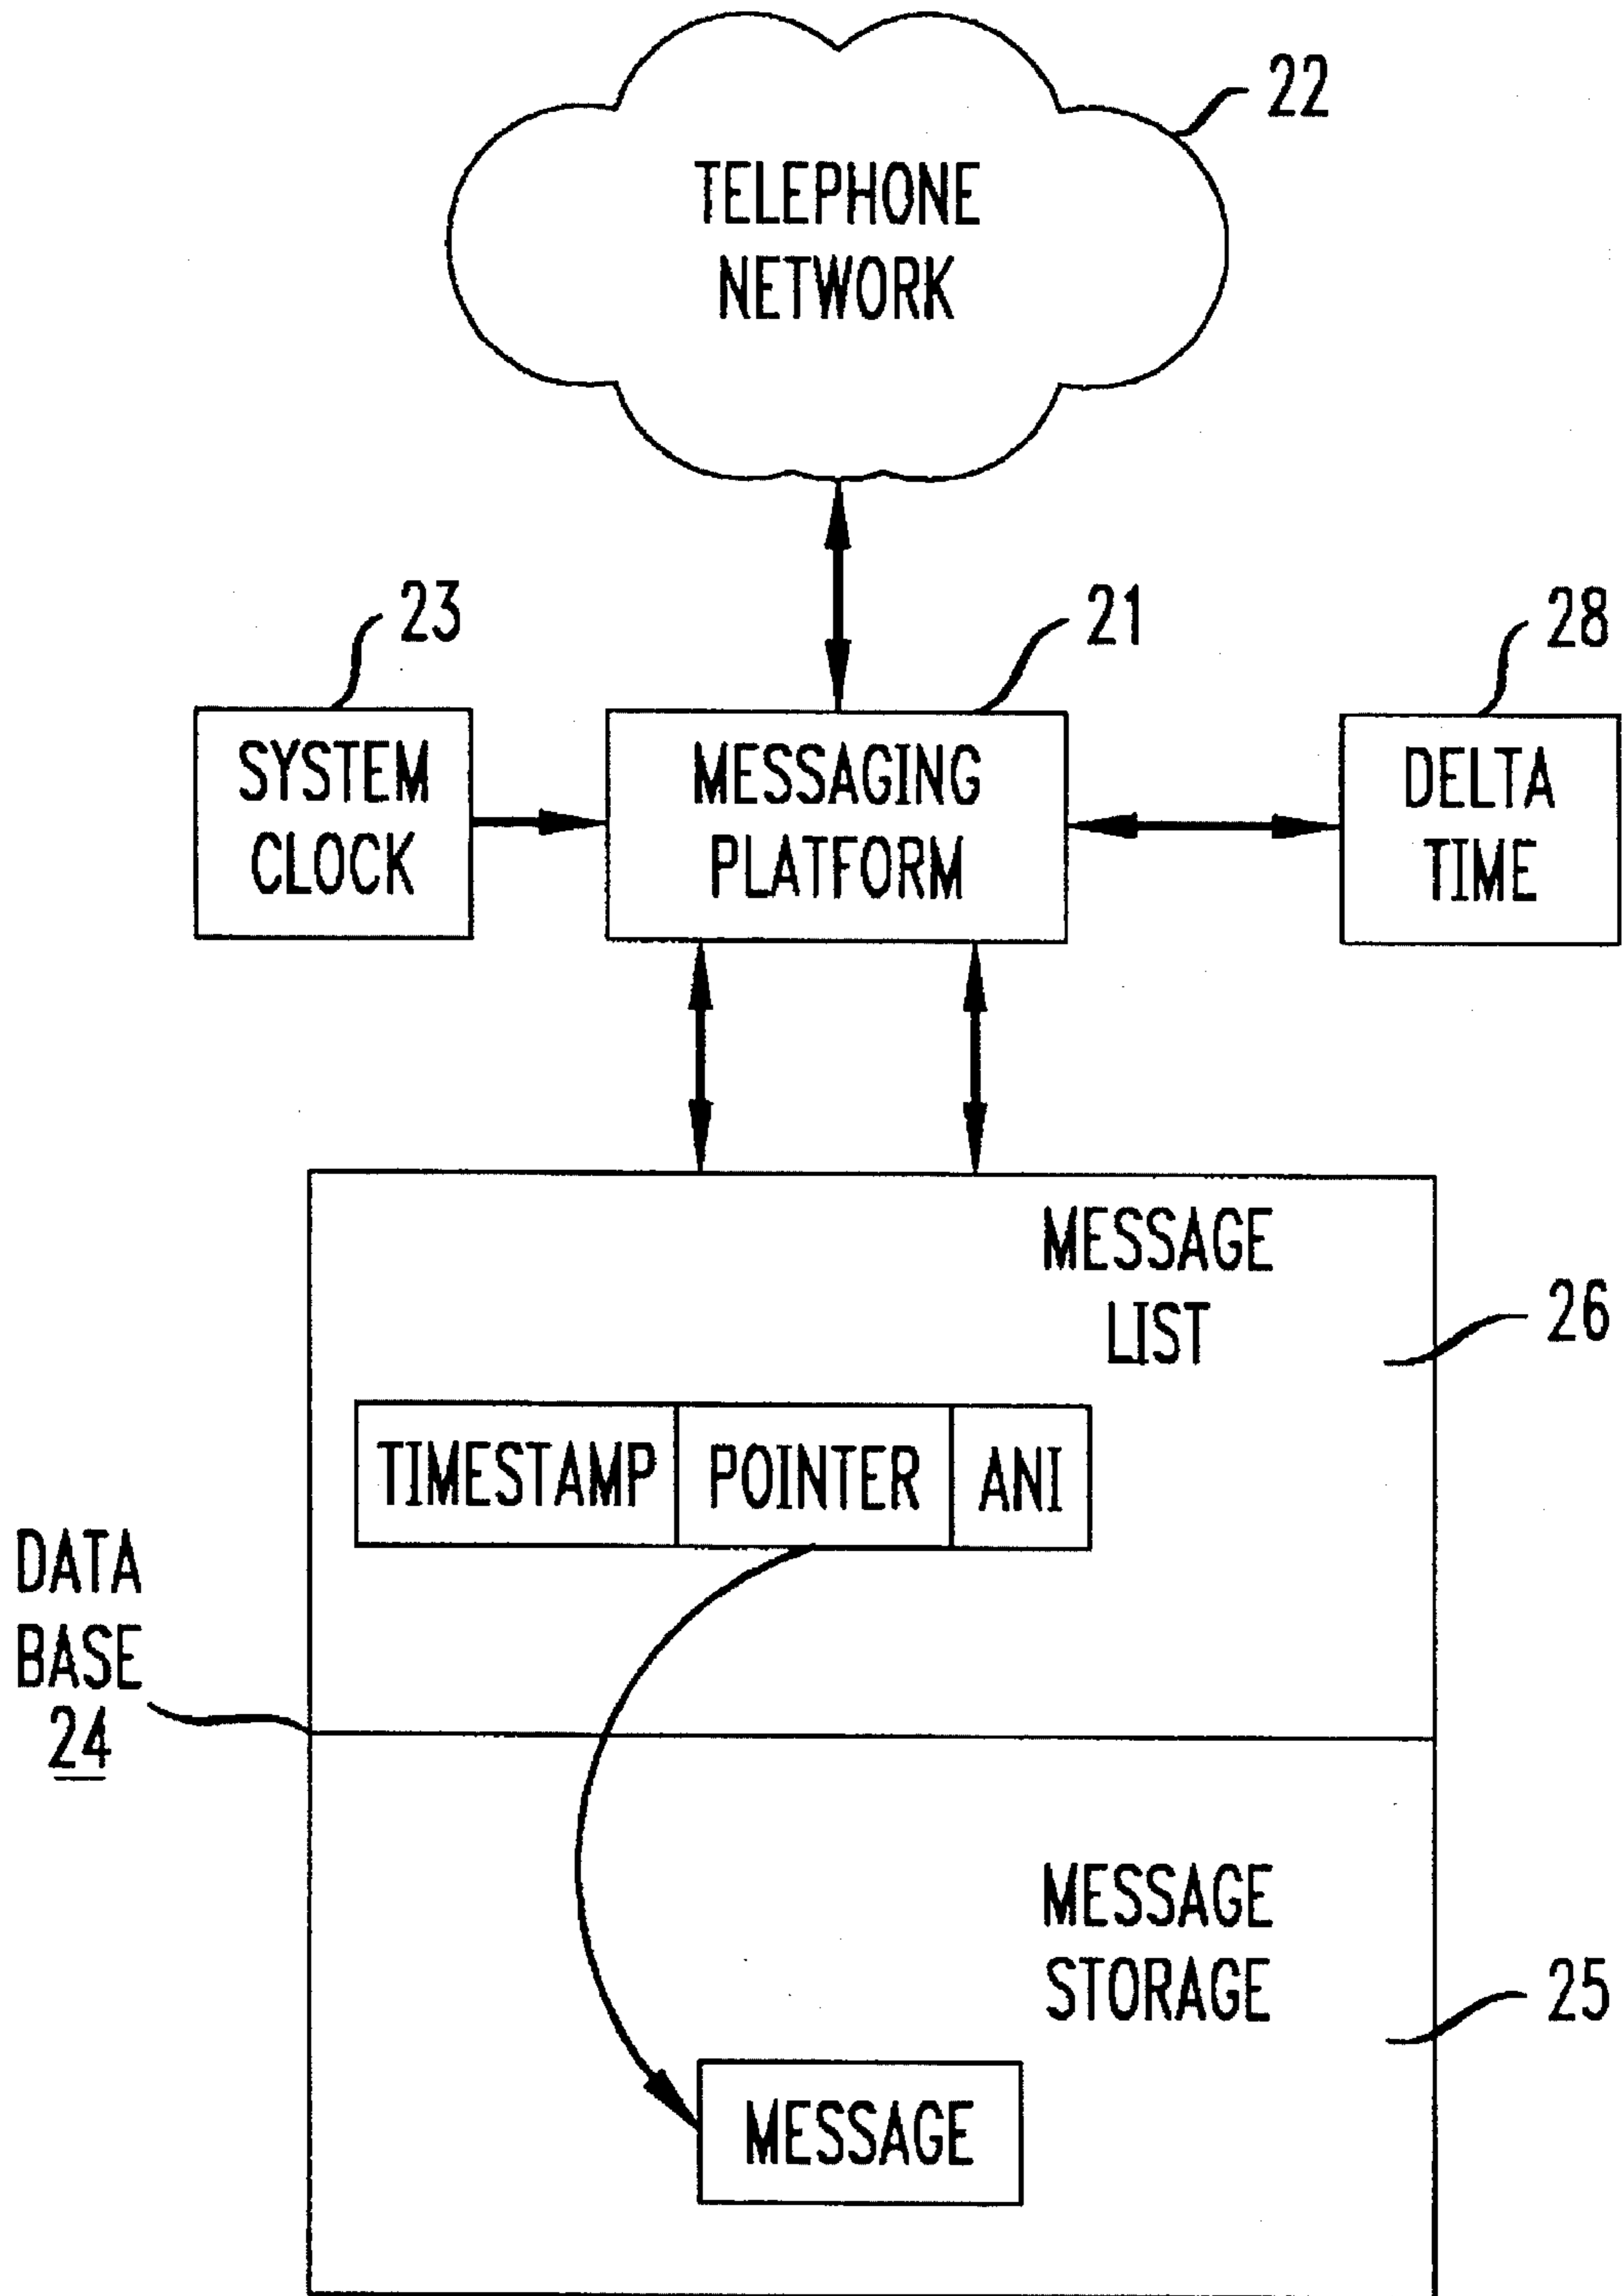 22
TELEPHONE
NETWORK
23
21
28
SYSTEM
CLOCK
MESSAGING
PLATFORM
DELTA
TIME
MESSAGE
LIST
26
TIMESTAMP POINTER ANI
DATA
BASE
24
MESSAGE
STORAGE
25
MESSAGE